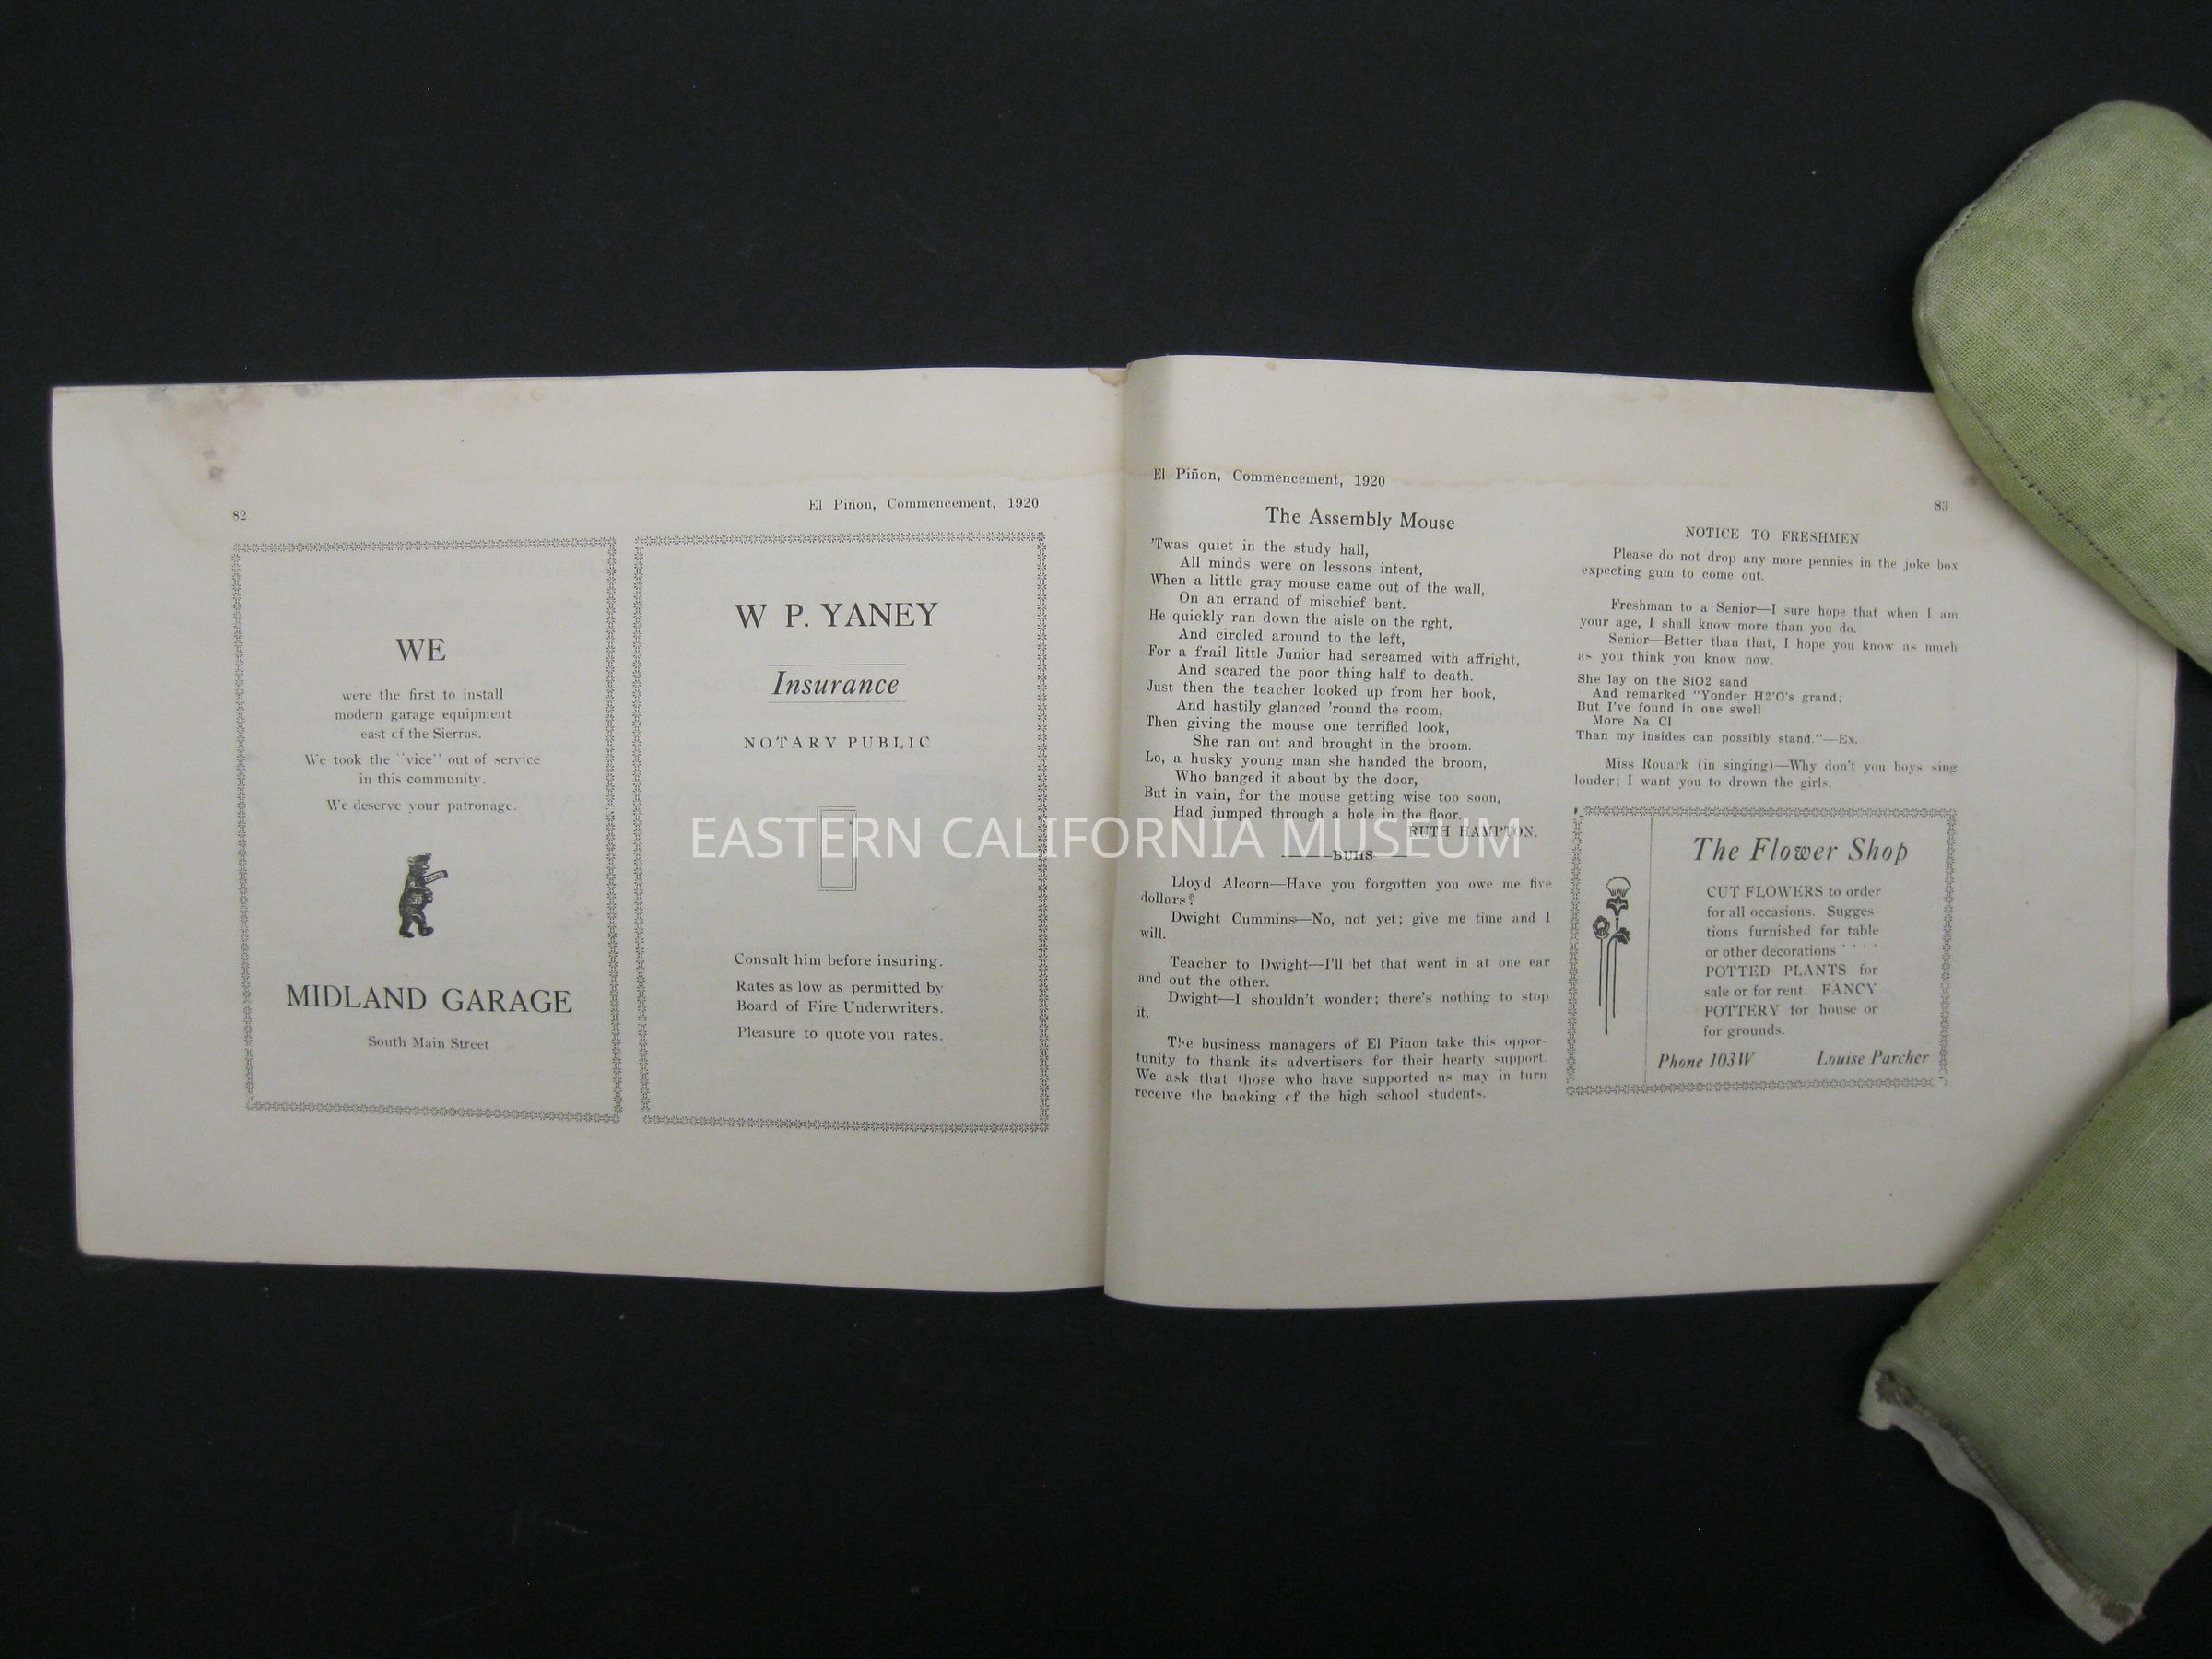 82
El Piñon, Commencement, 1920
WE
were the first to install
modern garage equipment
east cf the Sierras.
We took the "vice" out of service
in this community.
We deserve your patronage.
MIDLAND GARAGE
South Main Street
W. P. YANEY
Insurance
NOTARY PUBLIC
Consult him before insuring.
Rates as low as permitted by
Board of Fire Underwriters.
Pleasure to quote you rates.
El Piñon, Commencement, 1920
83
The Assembly Mouse
'Twas quiet in the study hall,
All minds were on lessons intent,
When a little gray mouse came out of the wall,
On an errand of mischief bent.
He quickly ran down the aisle on the rght,
And circled around to the left,
For a frail little Junior had screamed with affright,
And scared the poor thing half to death.
Just then the teacher looked up from her book,
And hastily glanced 'round the room,
Then giving the mouse one terrified look,
She ran out and brought in the broom.
Lo, a husky young man she handed the broom,
Who banged it about by the door,
But in vain, for the mouse getting wise too soon,
Had jumped through a hole in the floor.
RUTH HAMPTON.
——BUHS——
Lloyd Alcorn—Have you forgotten you owe me five
dollars?
Dwight Cummins—No, not yet; give me time and I
will.
Teacher to Dwight—I'll bet that went in at one ear
and out the other.
Dwight—I shouldn't wonder; there's nothing to stop
it.
The business managers of El Pinon take this oppor-
tunity to thank its advertisers for their hearty support.
We ask that those who have supported us may in turn
receive the backing cf the high school students.
NOTICE TO FRESHMEN
Please do not drop any more pennies in the joke box
expecting gum to come out.
Freshman to a Senior—I sure hope that when I am
your age, I shall know more than you do.
Senior—Better than that, I hope you know as much
as you think you know now.
She lay on the SiO2 sand
And remarked "Yonder H2'O's grand;
But I've found in one swell
More Na Cl
Than my insides can possibly stand."—Ex.
Miss Rouark (in singing)—Why don't you boys sing
louder; I want you to drown the girls.
The Flower Shop
CUT FLOWERS to order
for all occasions. Sugges-
tions furnished for table
or other decorations ....
POTTED PLANTS for
sale or for rent. FANCY
POTTERY for house or
for grounds.
Phone 103W Louise Parcher
EASTERN CALIFORNIA MUSEUM